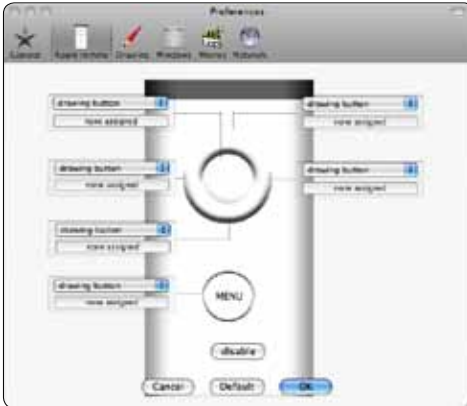 Preferences
General Apple Remote Drawing Windows Movies Materials
drawing button
none assigned
drawing button
none assigned
drawing button
none assigned
drawing button
none assigned
drawing button
none assigned
drawing button
none assigned
MENU
disable
Cancel Default OK